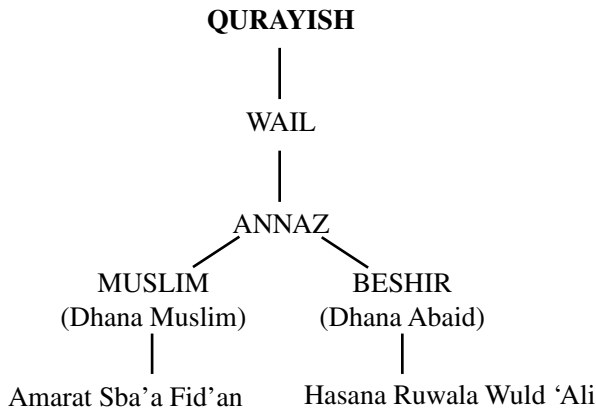 QURAYISH
WAIL
ANNAZ
MUSLIM BESHIR
(Dhana Muslim) (Dhana Abaid)
Amarat Sba’a Fid’an Hasana Ruwala Wuld ‘Ali